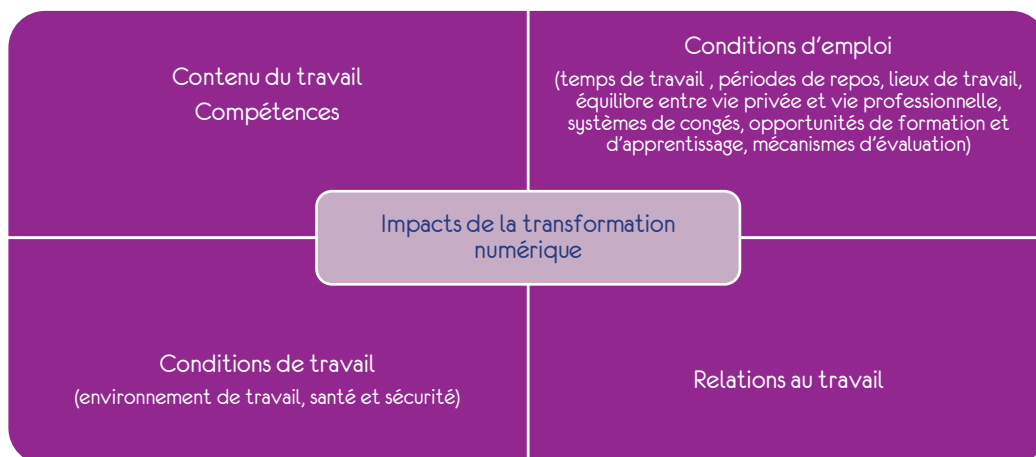 Contenu du travail
Compétences
Conditions d'emploi
(temps de travail , périodes de repos, lieux de travail,
équilibre entre vie privée et vie professionnelle,
systèmes de congés, opportunités de formation et
d'apprentissage, mécanismes d'évaluation)
Impacts de la transformation
numérique
Conditions de travail
(environnement de travail, santé et sécurité)
Relations au travail